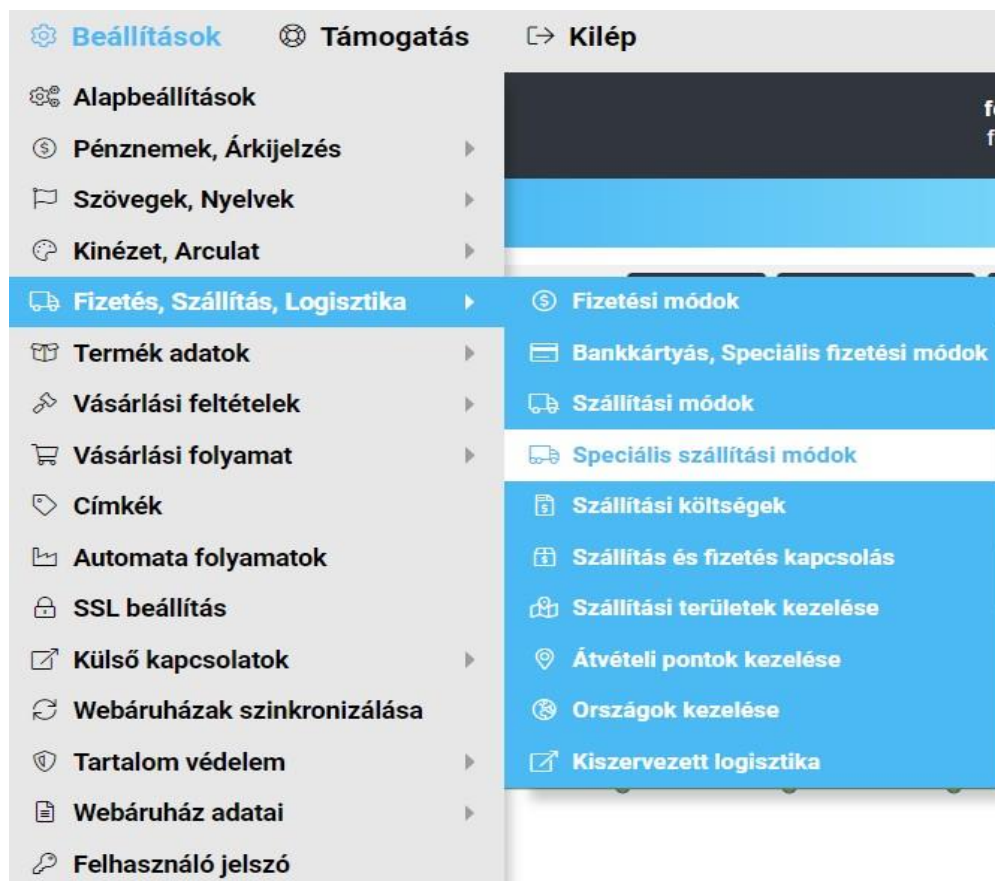 Beállítások Támogatás Kilép
Alapbeállítások
Pénznemek, Árkijelzés
Szövegek, Nyelvek
Kinézet, Arculat
Fizetés, Szállítás, Logisztika
Termék adatok
Vásárlási feltételek
Vásárlási folyamat
Címkék
Automata folyamatok
SSL beállítás
Külső kapcsolatok
Webáruházak szinkronizálása
Tartalom védelem
Webáruház adatai
Felhasználó jelszó
Fizetési módok
Bankkártyás, Speciális fizetési módok
Szállítási módok
Speciális szállítási módok
Szállítási költségek
Szállítás és fizetés kapcsolás
Szállítási területek kezelése
Átvételi pontok kezelése
Országok kezelése
Kiszervezett logisztika